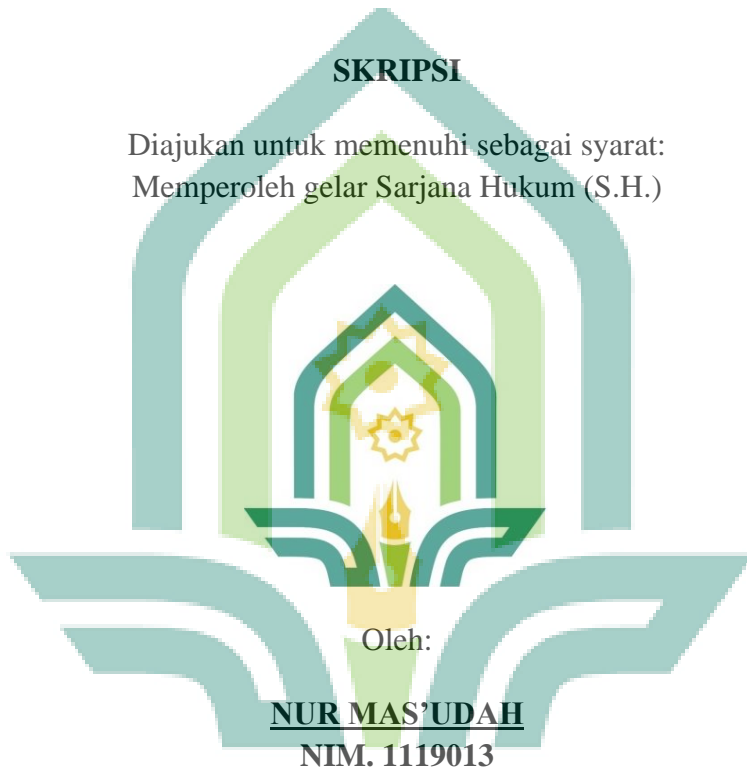 SKRIPSI
Diajukan untuk memenuhi sebagai syarat:
Memperoleh gelar Sarjana Hukum (S.H.)
Oleh:
NUR MAS’UDAH
NIM. 1119013